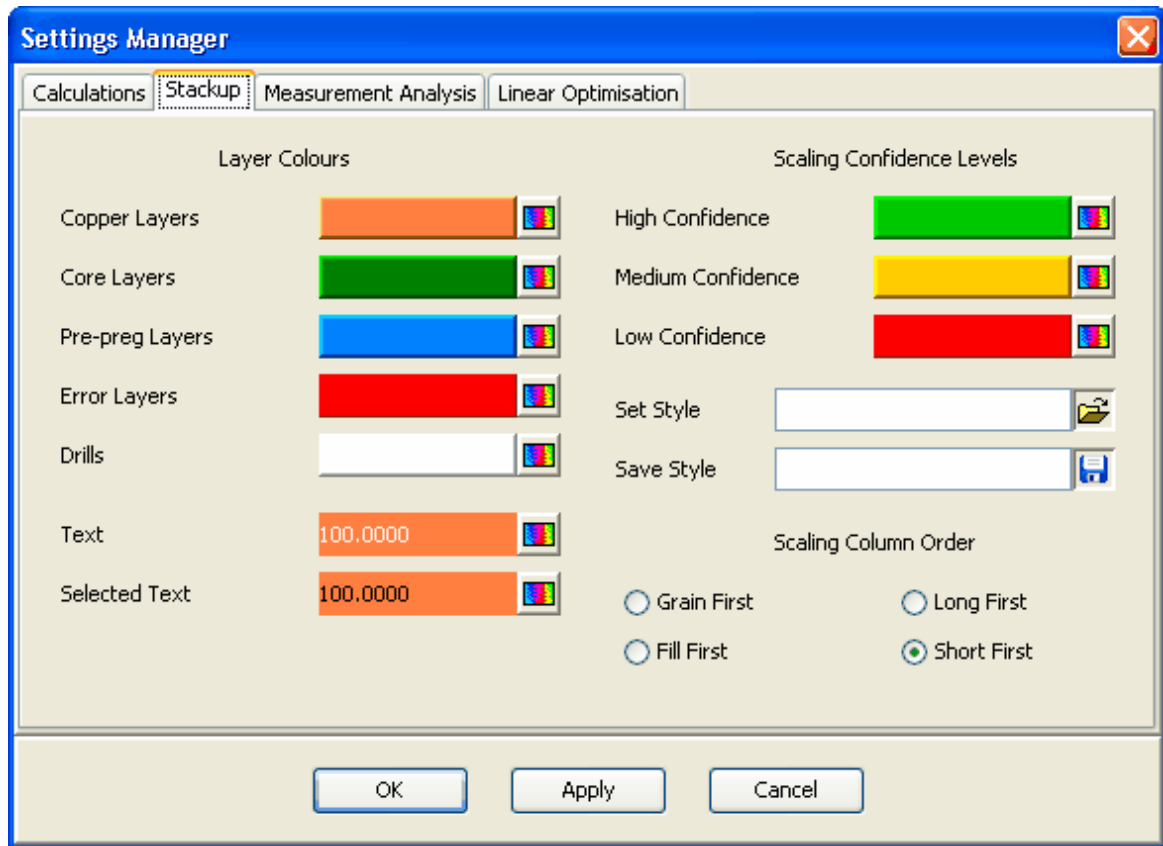 Settings Manager
Calculations Stackup Measurement Analysis Linear Optimisation
Layer Colours
Copper Layers
Core Layers
Pre-preg Layers
Error Layers
Drills
Text 100.0000
Selected Text 100.0000
Scaling Confidence Levels
High Confidence
Medium Confidence
Low Confidence
Set Style
Save Style
Scaling Column Order
Grain First Long First
Fill First Short First
OK Apply Cancel